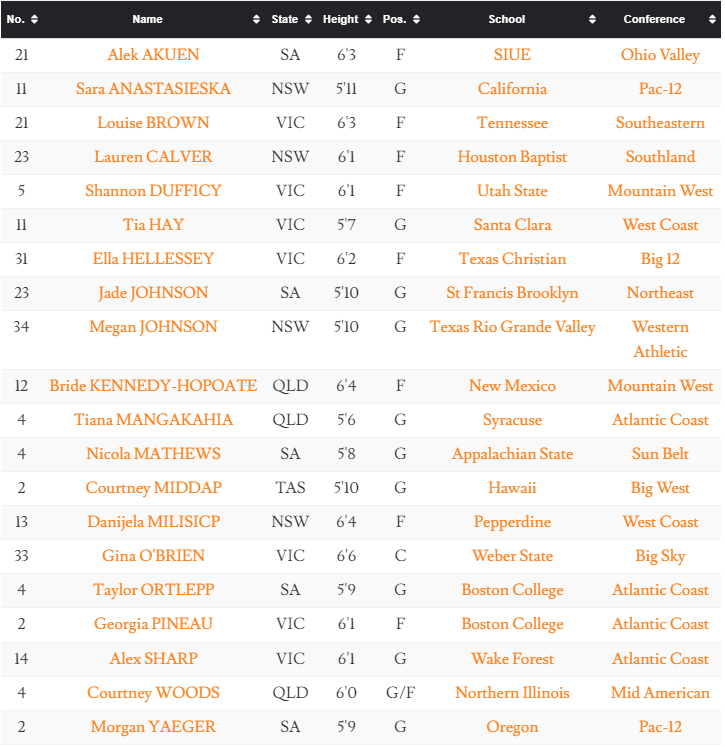 No. Name State Height Pos. School Conference
21 Alek AKUEN SA 6'3 F SIUE Ohio Valley
11 Sara ANASTASIESKA NSW 5'11 G California Pac-12
21 Louise BROWN VIC 6'3 F Tennessee Southeastern
23 Lauren CALVER NSW 6'1 F Houston Baptist Southland
5 Shannon DUFFICY VIC 6'1 F Utah State Mountain West
11 Tia HAY VIC 5'7 G Santa Clara West Coast
31 Ella HELLESSEY VIC 6'2 F Texas Christian Big 12
23 Jade JOHNSON SA 5'10 G St Francis Brooklyn Northeast
34 Megan JOHNSON NSW 5'10 G Texas Rio Grande Valley Western
Athletic
12 Bride KENNEDY-HOPOATE QLD 6'4 F New Mexico Mountain West
4 Tiana MANGAKAHIA QLD 5'6 G Syracuse Atlantic Coast
4 Nicola MATHEWS SA 5'8 G Appalachian State Sun Belt
2 Courtney MIDDAP TAS 5'10 G Hawaii Big West
13 Danijela MILISICP NSW 6'4 F Pepperdine West Coast
33 Gina O'BRIEN VIC 6'6 C Weber State Big Sky
4 Taylor ORTLEPP SA 5'9 G Boston College Atlantic Coast
2 Georgia PINEAU VIC 6'1 F Boston College Atlantic Coast
14 Alex SHARP VIC 6'1 G Wake Forest Atlantic Coast
4 Courtney WOODS QLD 6'0 G/F Northern Illinois Mid American
2 Morgan YAEGER SA 5'9 G Oregon Pac-12